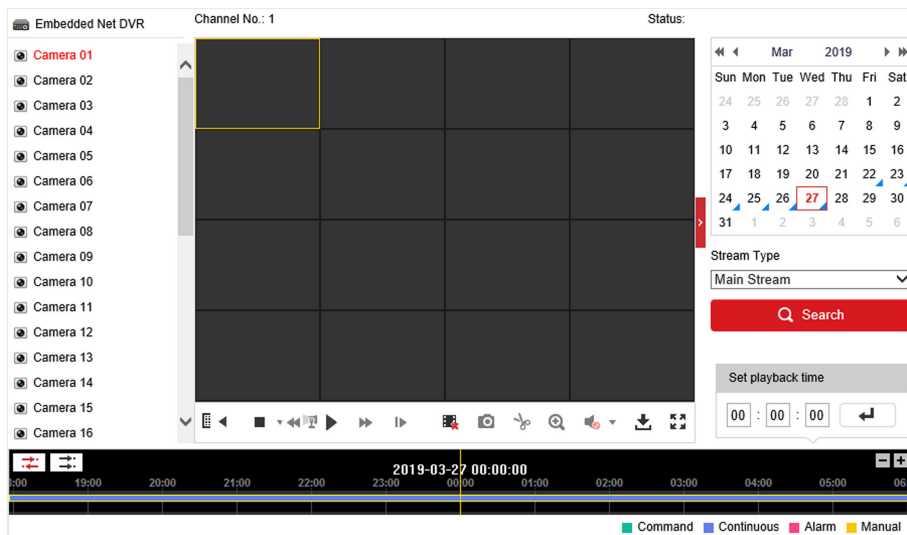 Embedded Net DVR
Channel No.: 1
Status:
Camera 01
Camera 02
Camera 03
Camera 04
Camera 05
Camera 06
Camera 07
Camera 08
Camera 09
Camera 10
Camera 11
Camera 12
Camera 13
Camera 14
Camera 15
Camera 16
Mar 2019
Sun Mon Tue Wed Thu Fri Sat
24 25 26 27 28 1 2
3 4 5 6 7 8 9
10 11 12 13 14 15 16
17 18 19 20 21 22 23
24 25 26 27 28 29 30
31 1 2 3 4 5 6
Stream Type
Main Stream
Search
Set playback time
00 : 00 : 00
2019-03-27 00:00:00
:00 19:00 20:00 21:00 22:00 23:00 00:00 01:00 02:00 03:00 04:00 05:00 06:
Command Continuous Alarm Manual